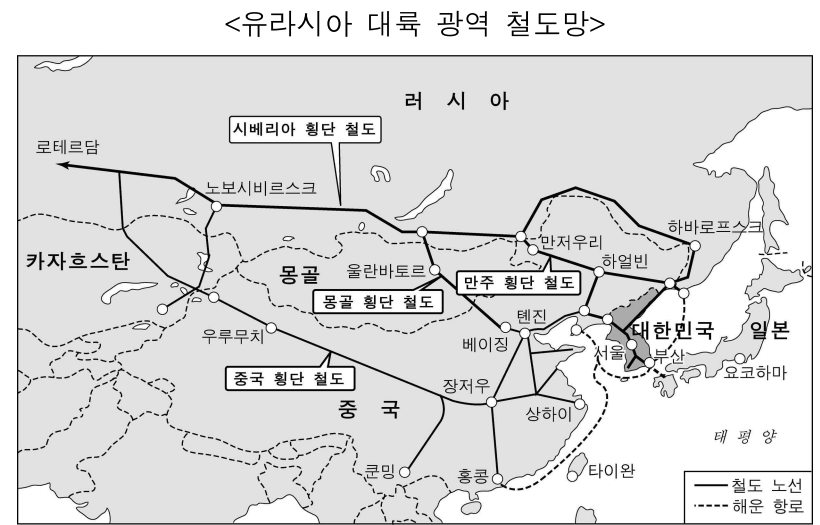 <유라시아 대륙 광역 철도망>
러 시 아
시베리아 횡단 철도
로테르담
노보시비르스크
하바로프스크
만저우리
카자흐스탄
몽골
울란바토르
하얼빈
만주 횡단 철도
몽골 횡단 철도
톈진
대한민국
일본
우루무치
베이징
서울
부산
요코하마
중국 횡단 철도
장저우
중 국
상하이
태 평 양
쿤밍
홍콩
타이완
철도 노선
해운 항로